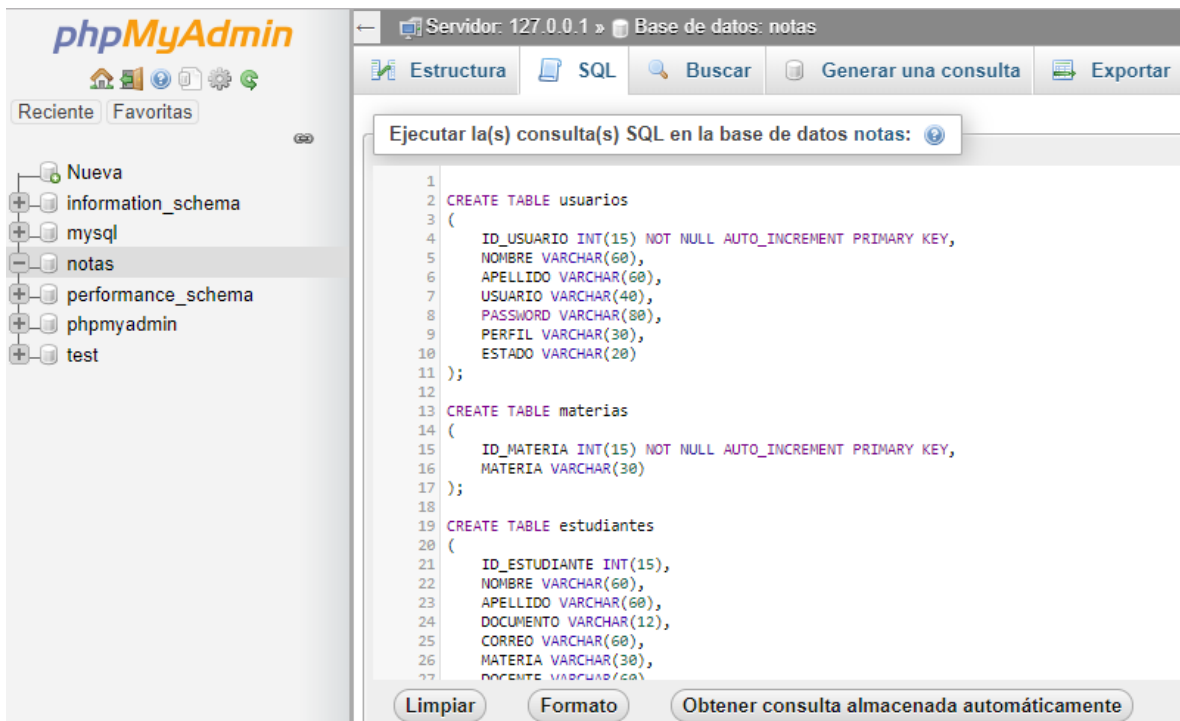 phpMyAdmin
Reciente Favoritas
Nueva
information_schema
mysql
notas
performance_schema
phpmyadmin
test
Servidor: 127.0.0.1 » Base de datos: notas
Estructura SQL Buscar Generar una consulta Exportar
Ejecutar la(s) consulta(s) SQL en la base de datos notas:
1
2 CREATE TABLE usuarios
3 (
4 ID_USUARIO INT(15) NOT NULL AUTO_INCREMENT PRIMARY KEY,
5 NOMBRE VARCHAR(60),
6 APELLIDO VARCHAR(60),
7 USUARIO VARCHAR(40),
8 PASSWORD VARCHAR(80),
9 PERFIL VARCHAR(30),
10 ESTADO VARCHAR(20)
11 );
12
13 CREATE TABLE materias
14 (
15 ID_MATERIA INT(15) NOT NULL AUTO_INCREMENT PRIMARY KEY,
16 MATERIA VARCHAR(30)
17 );
18
19 CREATE TABLE estudiantes
20 (
21 ID_ESTUDIANTE INT(15),
22 NOMBRE VARCHAR(60),
23 APELLIDO VARCHAR(60),
24 DOCUMENTO VARCHAR(12),
25 CORREO VARCHAR(60),
26 MATERIA VARCHAR(30),
27 DOCENTE VARCHAR(60)
Limpiar Formato Obtener consulta almacenada automáticamente